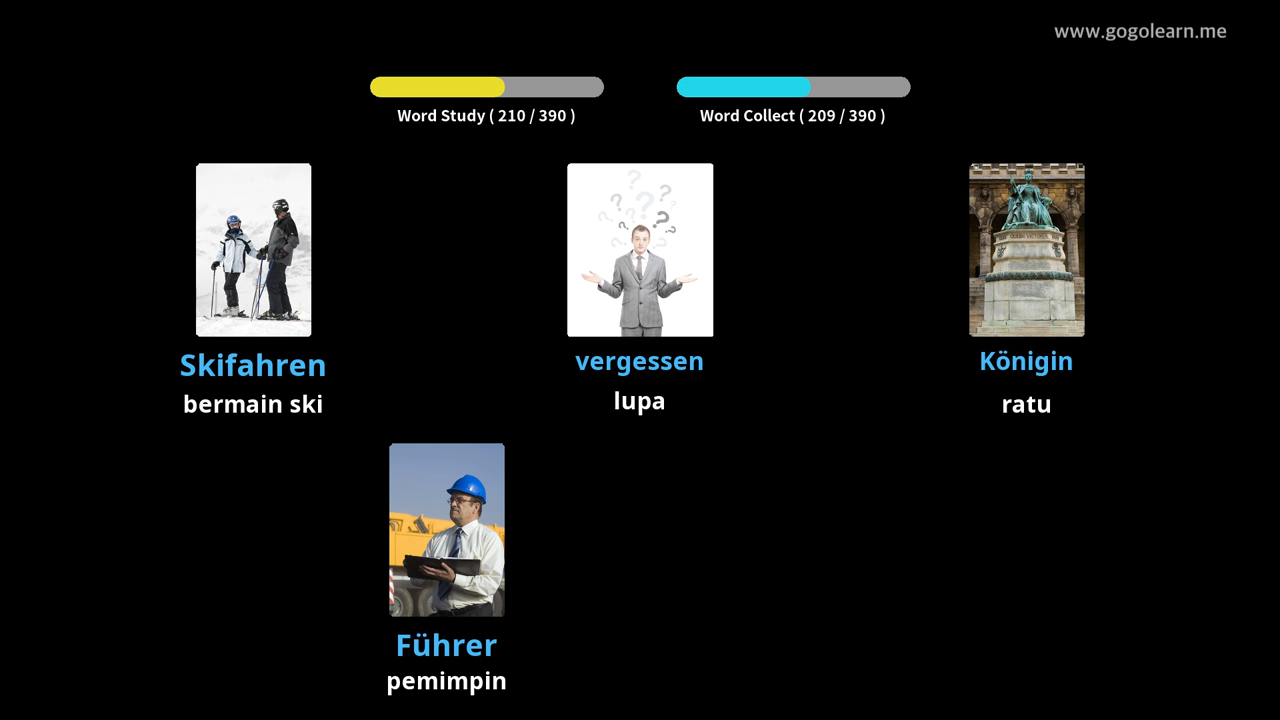 www.gogolearn.me
Word Study ( 210 / 390 )
Word Collect ( 209 / 390 )
Skifahren
bermain ski
vergessen
lupa
Königin
ratu
Führer
pemimpin